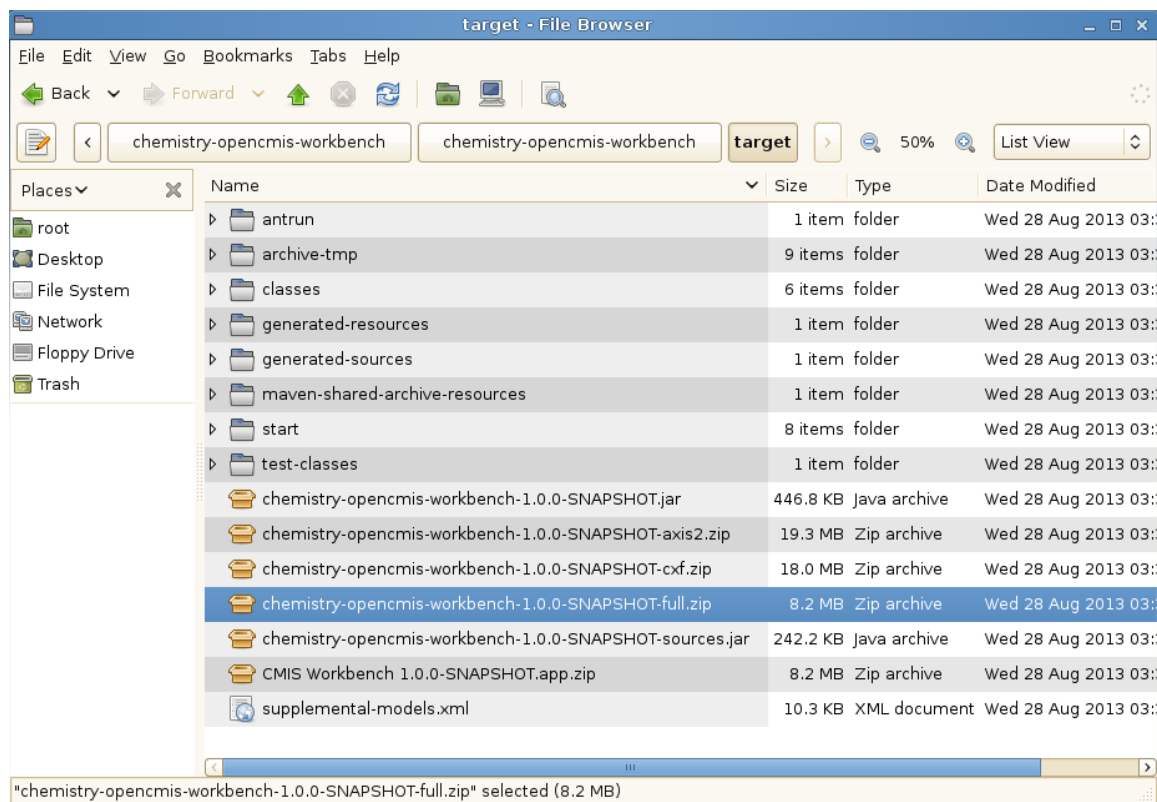 target - File Browser
File Edit View Go Bookmarks Tabs Help
Back Forward
chemistry-opencmis-workbench chemistry-opencmis-workbench target 50% List View
Places Name Size Type Date Modified
root
Desktop
File System
Network
Floppy Drive
Trash
antrun 1 item folder Wed 28 Aug 2013 03:
archive-tmp 9 items folder Wed 28 Aug 2013 03:
classes 6 items folder Wed 28 Aug 2013 03:
generated-resources 1 item folder Wed 28 Aug 2013 03:
generated-sources 1 item folder Wed 28 Aug 2013 03:
maven-shared-archive-resources 1 item folder Wed 28 Aug 2013 03:
start 8 items folder Wed 28 Aug 2013 03:
test-classes 1 item folder Wed 28 Aug 2013 03:
chemistry-opencmis-workbench-1.0.0-SNAPSHOT.jar 446.8 KB Java archive Wed 28 Aug 2013 03:
chemistry-opencmis-workbench-1.0.0-SNAPSHOT-axis2.zip 19.3 MB Zip archive Wed 28 Aug 2013 03:
chemistry-opencmis-workbench-1.0.0-SNAPSHOT-cxf.zip 18.0 MB Zip archive Wed 28 Aug 2013 03:
chemistry-opencmis-workbench-1.0.0-SNAPSHOT-full.zip 8.2 MB Zip archive Wed 28 Aug 2013 03:
chemistry-opencmis-workbench-1.0.0-SNAPSHOT-sources.jar 242.2 KB Java archive Wed 28 Aug 2013 03:
CMIS Workbench 1.0.0-SNAPSHOT.app.zip 8.2 MB Zip archive Wed 28 Aug 2013 03:
supplemental-models.xml 10.3 KB XML document Wed 28 Aug 2013 03:
"chemistry-opencmis-workbench-1.0.0-SNAPSHOT-full.zip" selected (8.2 MB)